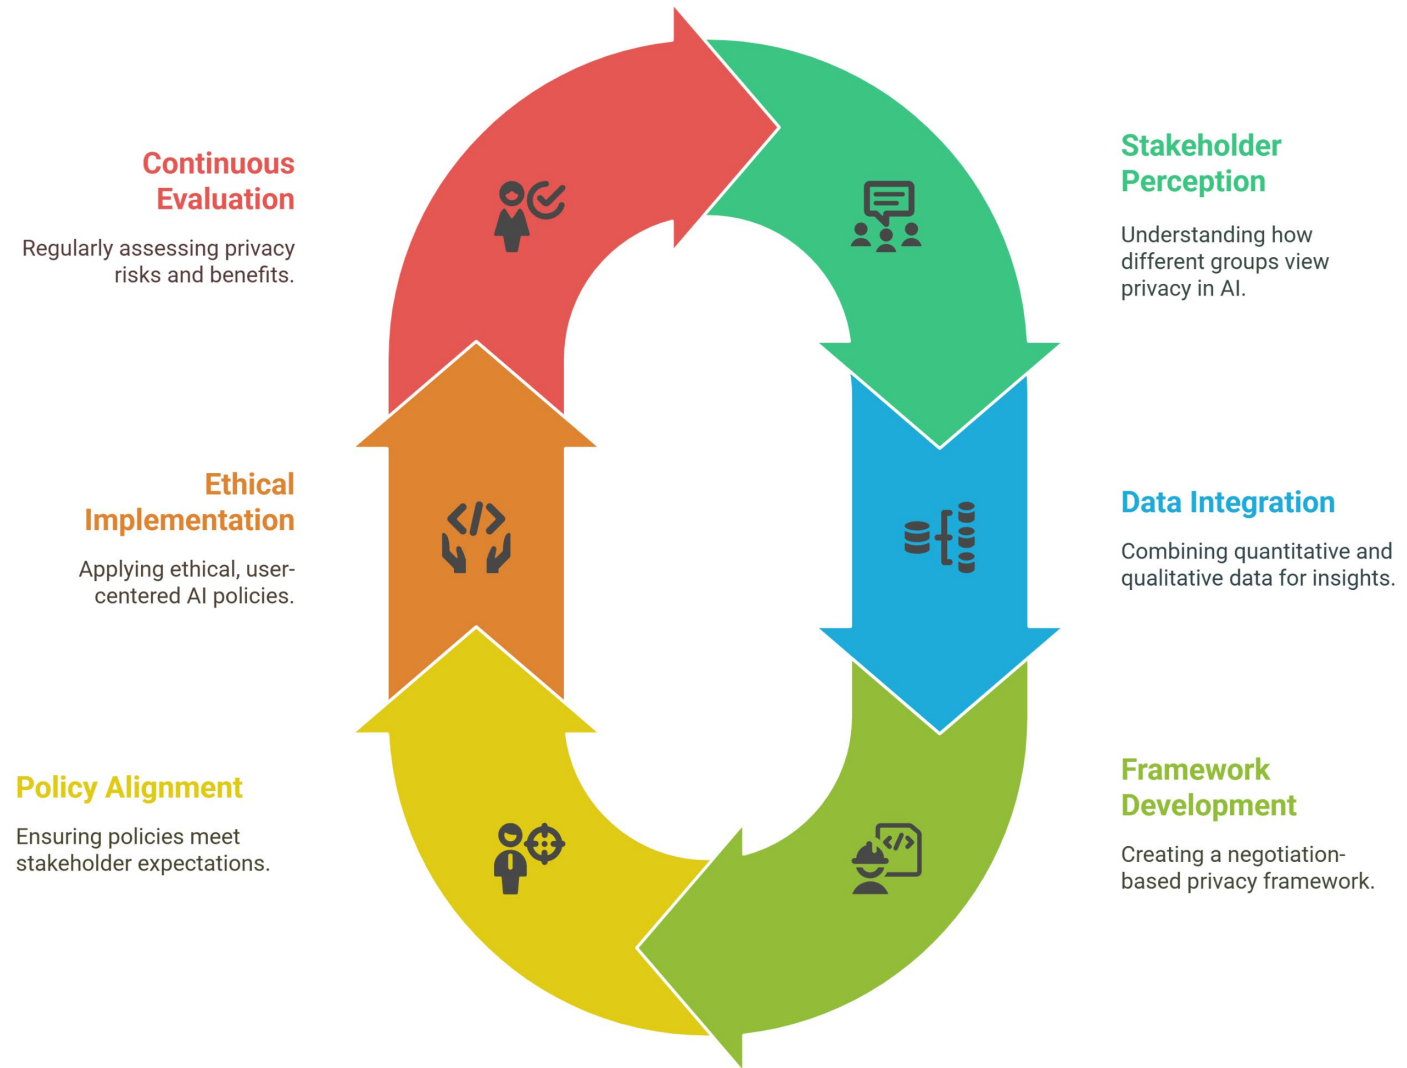 Continuous
Evaluation
Regularly assessing privacy
risks and benefits.
Stakeholder
Perception
Understanding how
different groups view
privacy in AI.
Ethical
Implementation
Applying ethical, user-
centered AI policies.
Data Integration
Combining quantitative and
qualitative data for insights.
Policy Alignment
Ensuring policies meet
stakeholder expectations.
Framework
Development
Creating a negotiation-
based privacy framework.